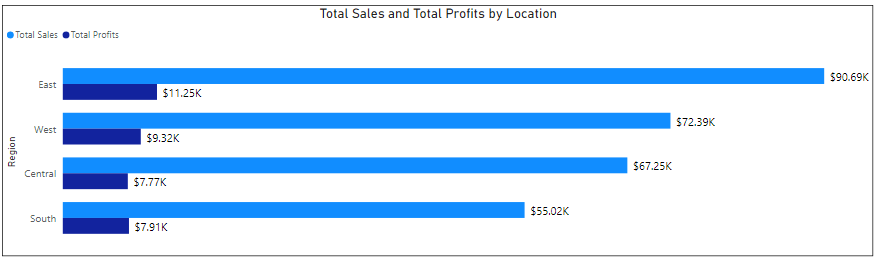 Total Sales and Total Profits by Location
Total Sales Total Profits
Region
East
$90.69K
$11.25K
West
$72.39K
$9.32K
Central
$67.25K
$7.77K
South
$55.02K
$7.91K